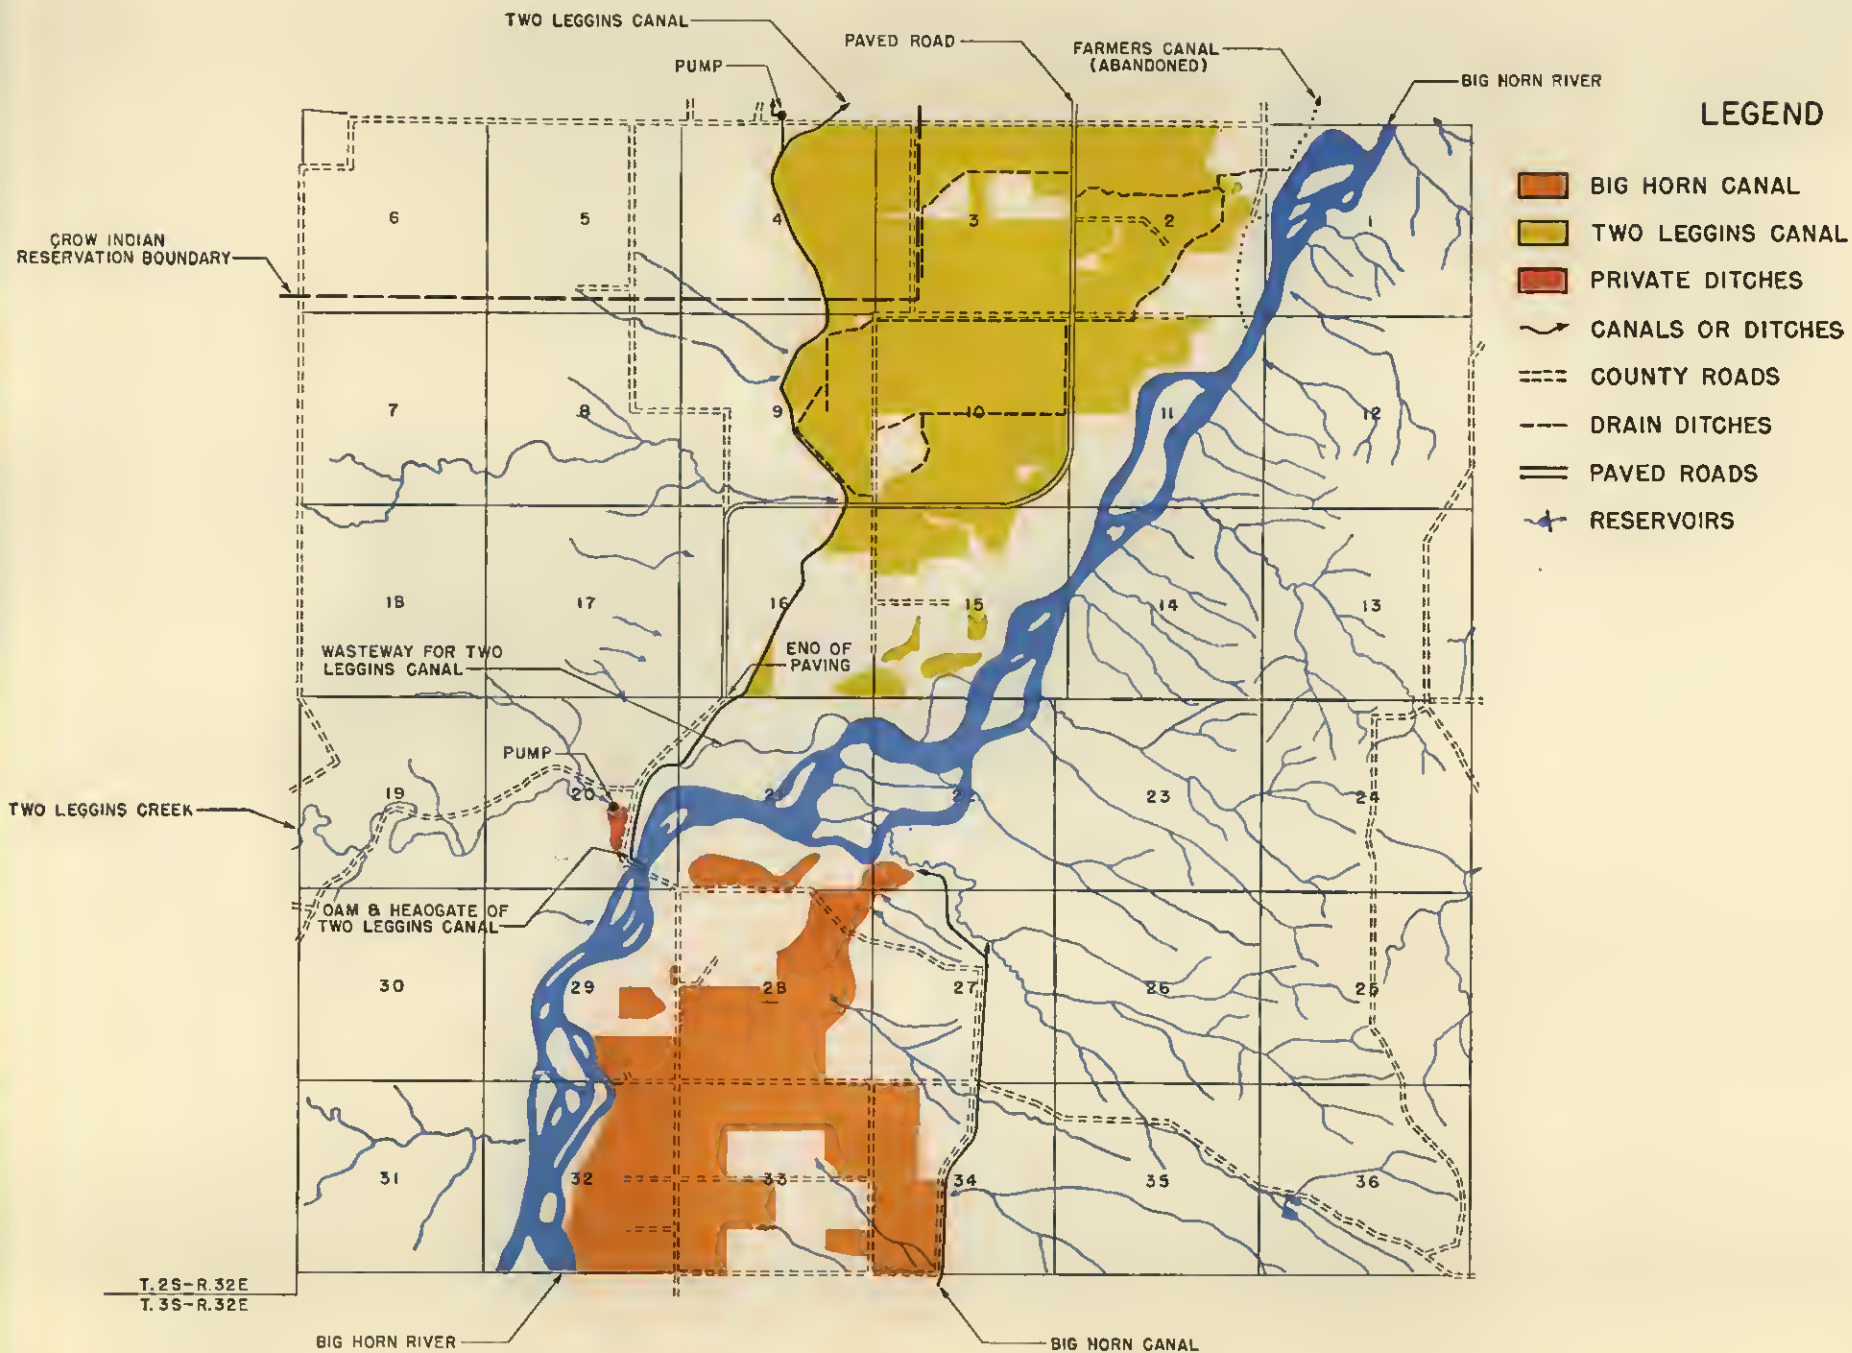 TWO LEGGINS CANAL
PAVED ROAD
FARMERS CANAL
(ABANDONED)
PUMP
BIG HORN RIVER
LEGEND
BIG HORN CANAL
TWO LEGGINS CANAL
PRIVATE DITCHES
CANALS OR DITCHES
COUNTY ROADS
DRAIN DITCHES
PAVED ROADS
RESERVOIRS
6
5
4
3
2
1
CROW INDIAN
RESERVATION BOUNDARY
7
8
9
10
11
12
18
17
16
15
14
13
WASTEWAY FOR TWO
LEGGINS CANAL
END OF
PAVING
PUMP
TWO LEGGINS CREEK
19
20
21
22
23
24
DAM & HEADGATE OF
TWO LEGGINS CANAL
30
29
28
27
26
25
31
32
33
34
35
36
T. 2S-R. 32E
T. 3S-R. 32E
BIG HORN RIVER
BIG HORN CANAL